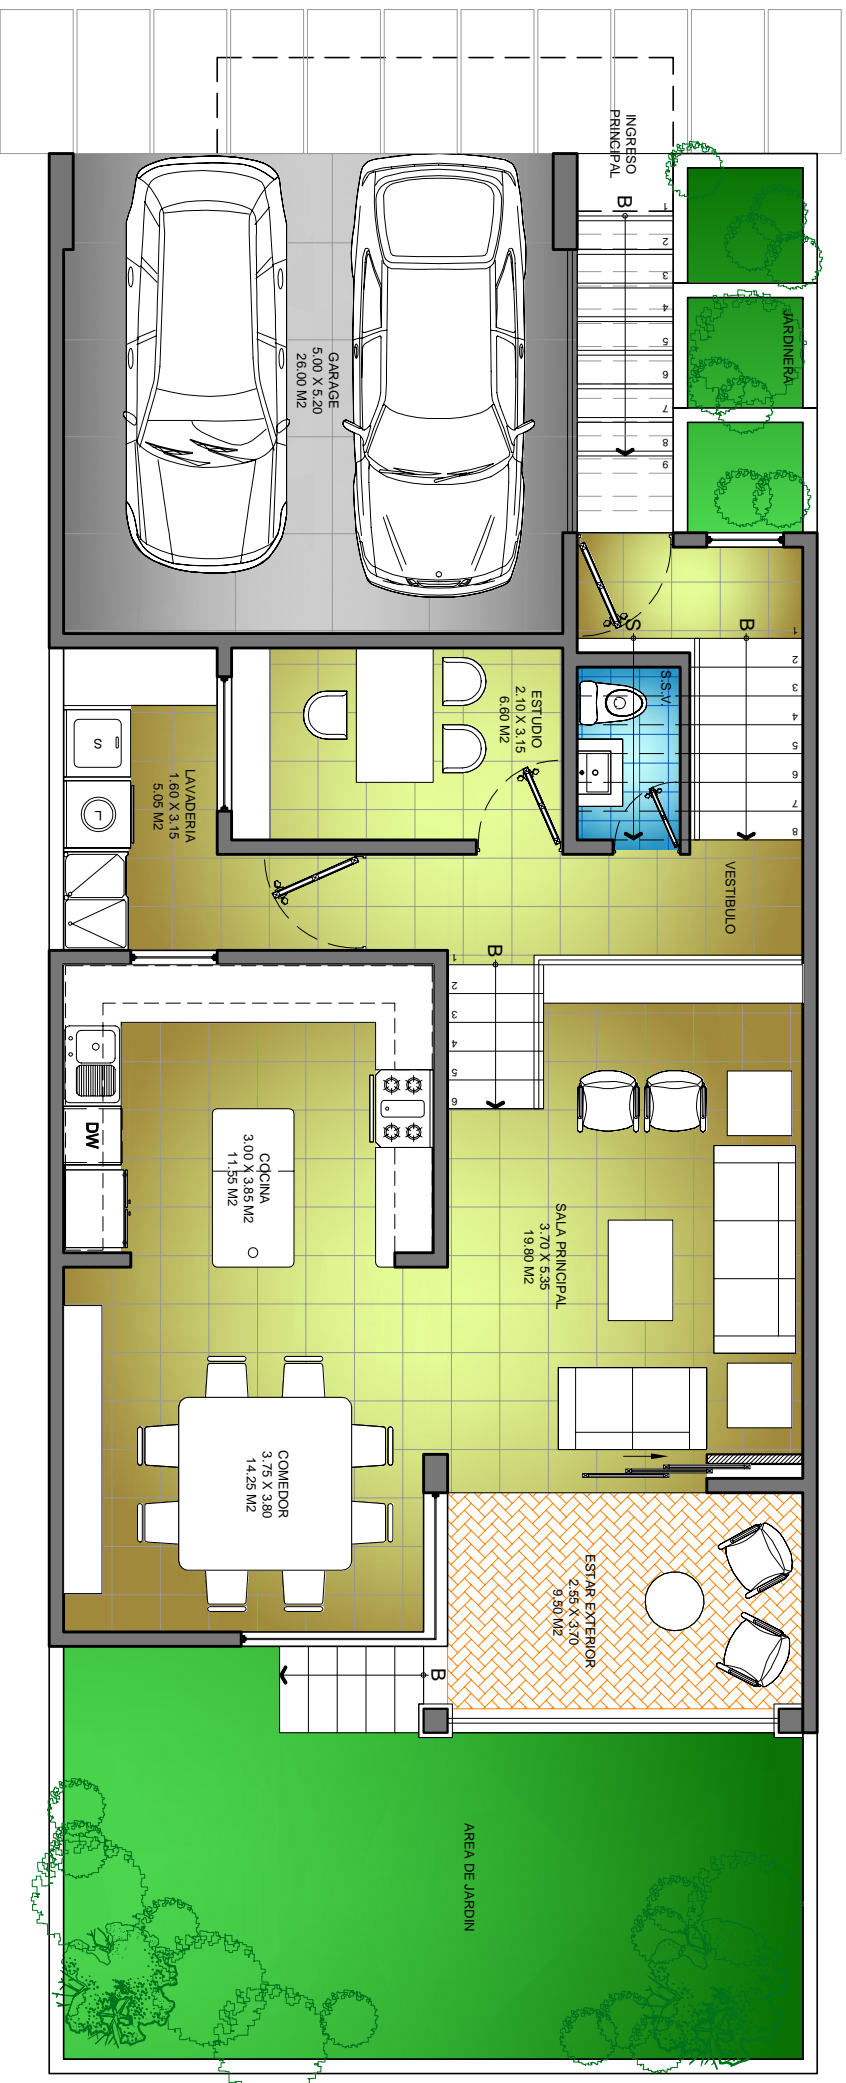 INGRESO
PRINCIPAL
B
1
2
3
4
5
6
7
8
9
JARDINERA
GARAGE
5.00 X 5.20
26.00 M2
S
B
1
2
3
4
5
6
7
8
S.S.V.
ESTUDIO
2.10 X 3.15
6.60 M2
LAVADERIA
1.60 X 3.15
5.05 M2
S
L
VESTIBULO
B
1
2
3
4
5
6
DW
COCINA
3.00 X 3.85 M2
11.55 M2
SALA PRINCIPAL
3.70 X 5.35
19.80 M2
COMEDOR
3.75 X 3.80
14.25 M2
ESTAR EXTERIOR
2.55 X 3.70
9.50 M2
B
AREA DE JARDIN